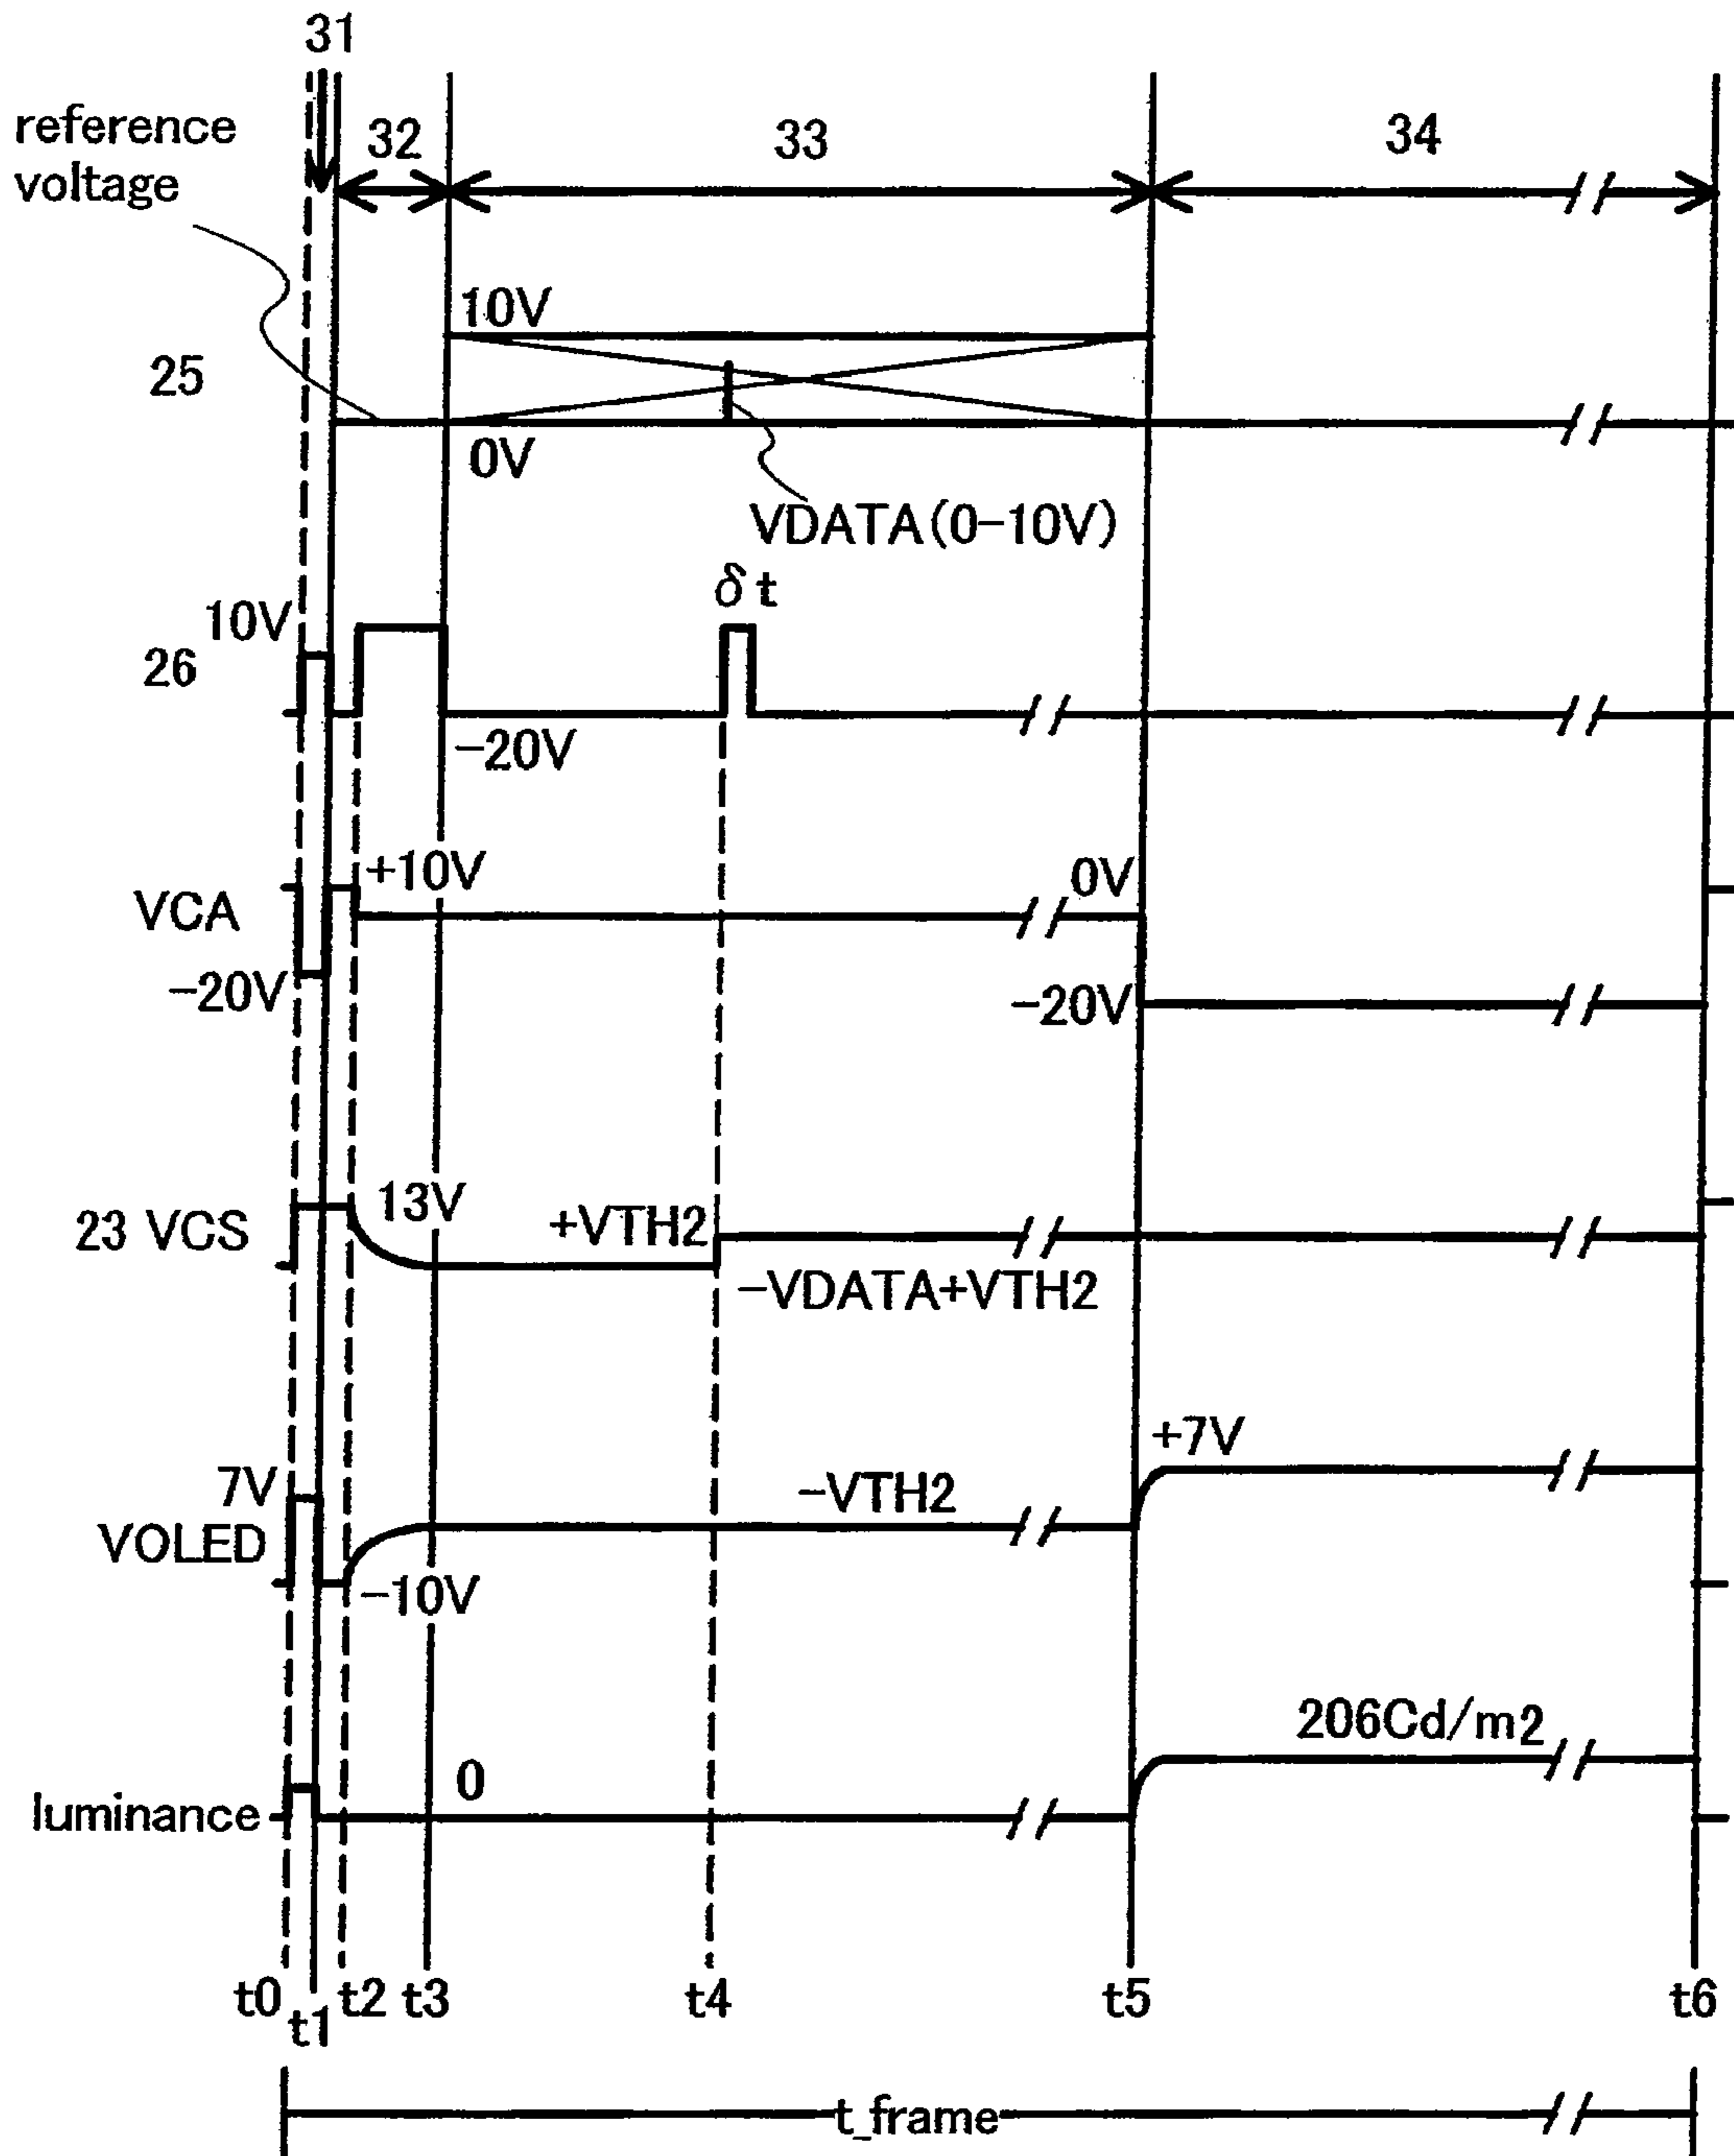 31
reference
voltage
32
33
34
10V
25
0V
VDATA(0-10V)
δt
10V
26
-20V
+10V
0V
VCA
-20V
-20V
13V
23 VCS
+VTH2
-VDATA+VTH2
+7V
7V
-VTH2
VOLED
-10V
206Cd/m2
0
luminance
t0
t1
t2
t3
t4
t5
t6
t_frame